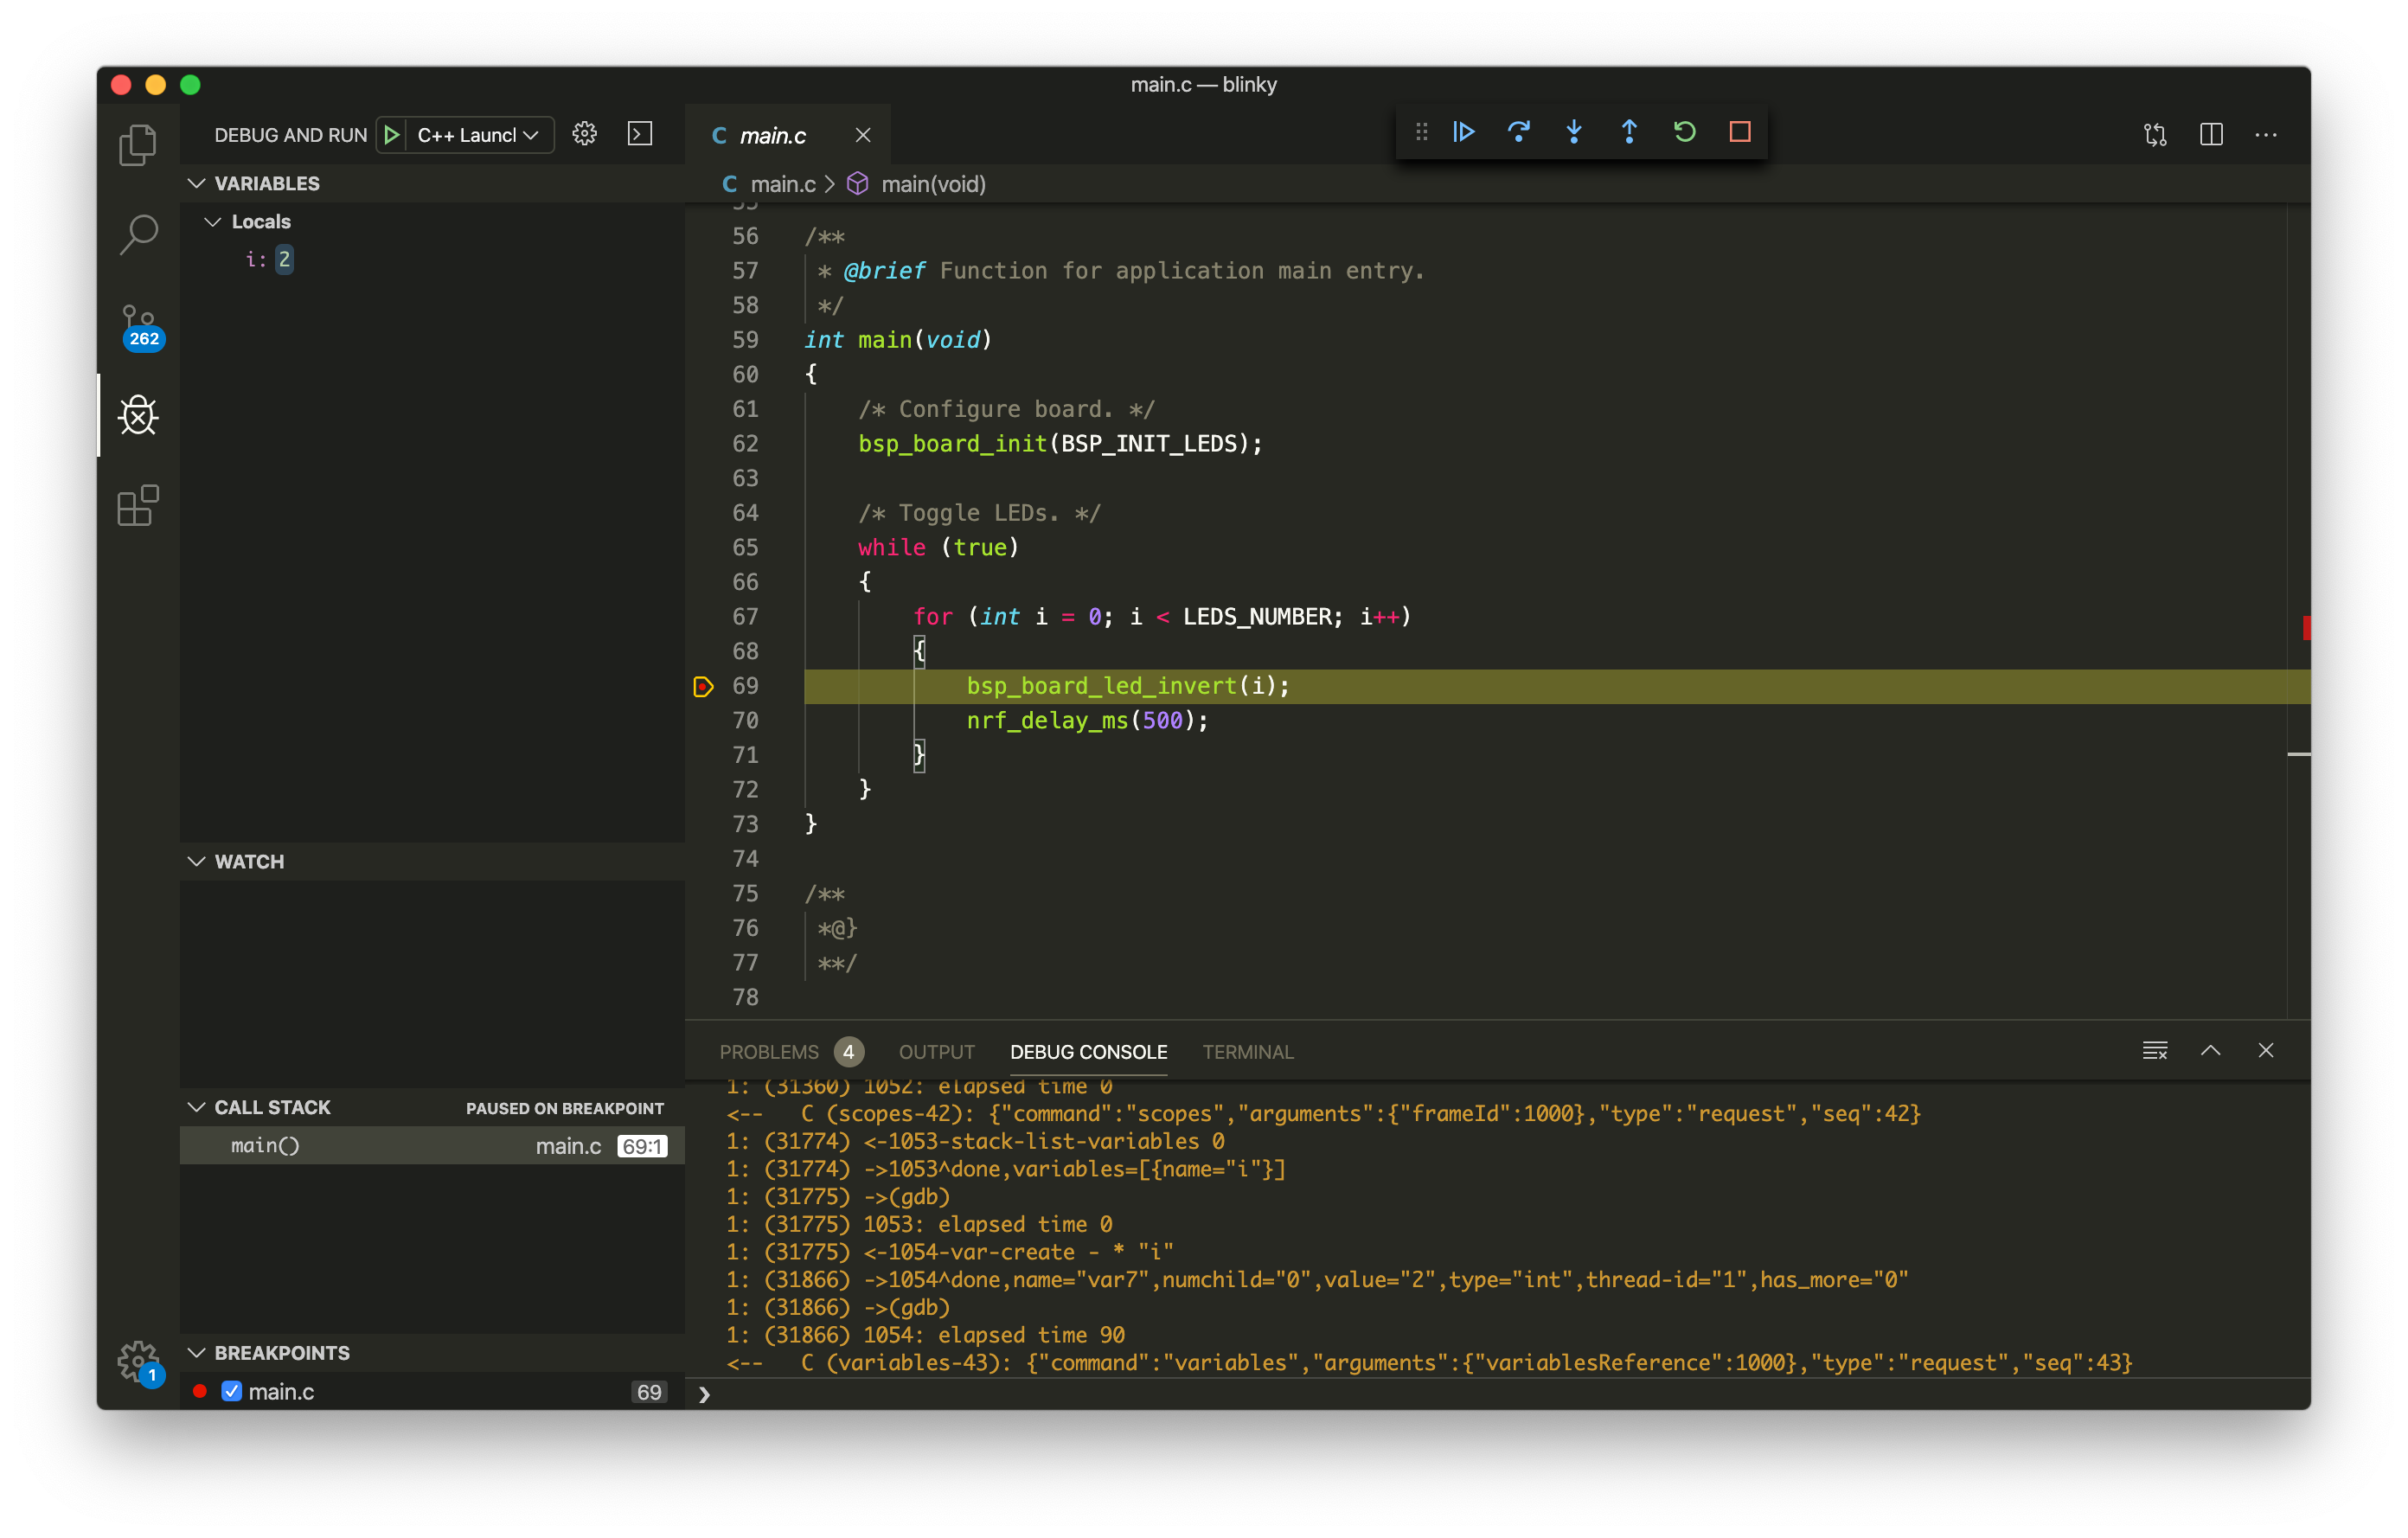 main.c — blinky
DEBUG AND RUN C++ Launcl
main.c
VARIABLES
Locals
i: 2
262
WATCH
CALL STACK PAUSED ON BREAKPOINT
main() main.c 69:1
BREAKPOINTS
main.c 69
1
main.c > main(void)
55
56 /**
57 * @brief Function for application main entry.
58 */
59 int main(void)
60 {
61 /* Configure board. */
62 bsp_board_init(BSP_INIT_LEDS);
63
64 /* Toggle LEDs. */
65 while (true)
66 {
67 for (int i = 0; i < LEDS_NUMBER; i++)
68 {
69 bsp_board_led_invert(i);
70 nrf_delay_ms(500);
71 }
72 }
73 }
74
75 /**
76 *@}
77 **/
78
PROBLEMS 4 OUTPUT DEBUG CONSOLE TERMINAL
1: (31360) 1052: elapsed time 0
<-- C (scopes-42): {"command":"scopes","arguments":{"frameId":1000},"type":"request","seq":42}
1: (31774) <-1053-stack-list-variables 0
1: (31774) ->1053^done,variables=[{name="i"}]
1: (31775) ->(gdb)
1: (31775) 1053: elapsed time 0
1: (31775) <-1054-var-create - * "i"
1: (31866) ->1054^done,name="var7",numchild="0",value="2",type="int",thread-id="1",has_more="0"
1: (31866) ->(gdb)
1: (31866) 1054: elapsed time 90
<-- C (variables-43): {"command":"variables","arguments":{"variablesReference":1000},"type":"request","seq":43}